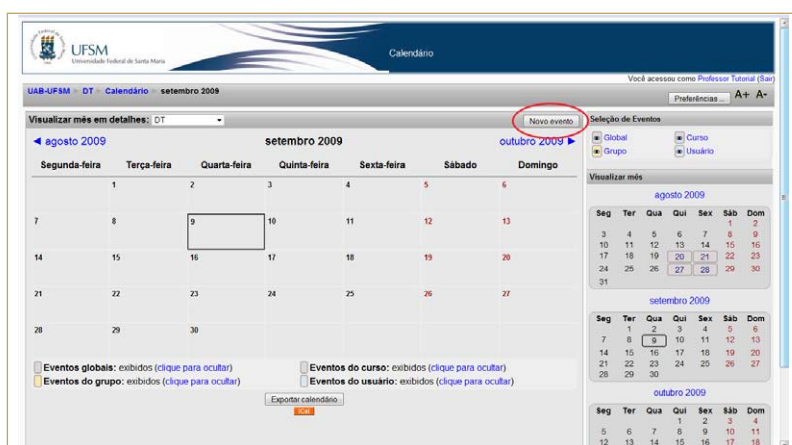 UFSM
Universidade Federal de Santa Maria
Calendário
Você acessou como Professor Tutorial (Sair)
UAB-UFSM ► DT ► Calendário ► setembro 2009
Preferências ... A+ A-
Visualizar mês em detalhes: DT
Novo evento
◄ agosto 2009 setembro 2009 outubro 2009 ►
Segunda-feira Terça-feira Quarta-feira Quinta-feira Sexta-feira Sábado Domingo
1 2 3 4 5 6
7 8 9 10 11 12 13
14 15 16 17 18 19 20
21 22 23 24 25 26 27
28 29 30
Eventos globais: exibidos (clique para ocultar) Eventos do curso: exibidos (clique para ocultar)
Eventos do grupo: exibidos (clique para ocultar) Eventos do usuário: exibidos (clique para ocultar)
Exportar calendário
iCal
Seleção de Eventos
Global Curso
Grupo Usuário
Visualizar mês
agosto 2009
Seg Ter Qua Qui Sex Sáb Dom
1 2
3 4 5 6 7 8 9
10 11 12 13 14 15 16
17 18 19 20 21 22 23
24 25 26 27 28 29 30
31
setembro 2009
Seg Ter Qua Qui Sex Sáb Dom
1 2 3 4 5 6
7 8 9 10 11 12 13
14 15 16 17 18 19 20
21 22 23 24 25 26 27
28 29 30
outubro 2009
Seg Ter Qua Qui Sex Sáb Dom
1 2 3 4
5 6 7 8 9 10 11
12 13 14 15 16 17 18